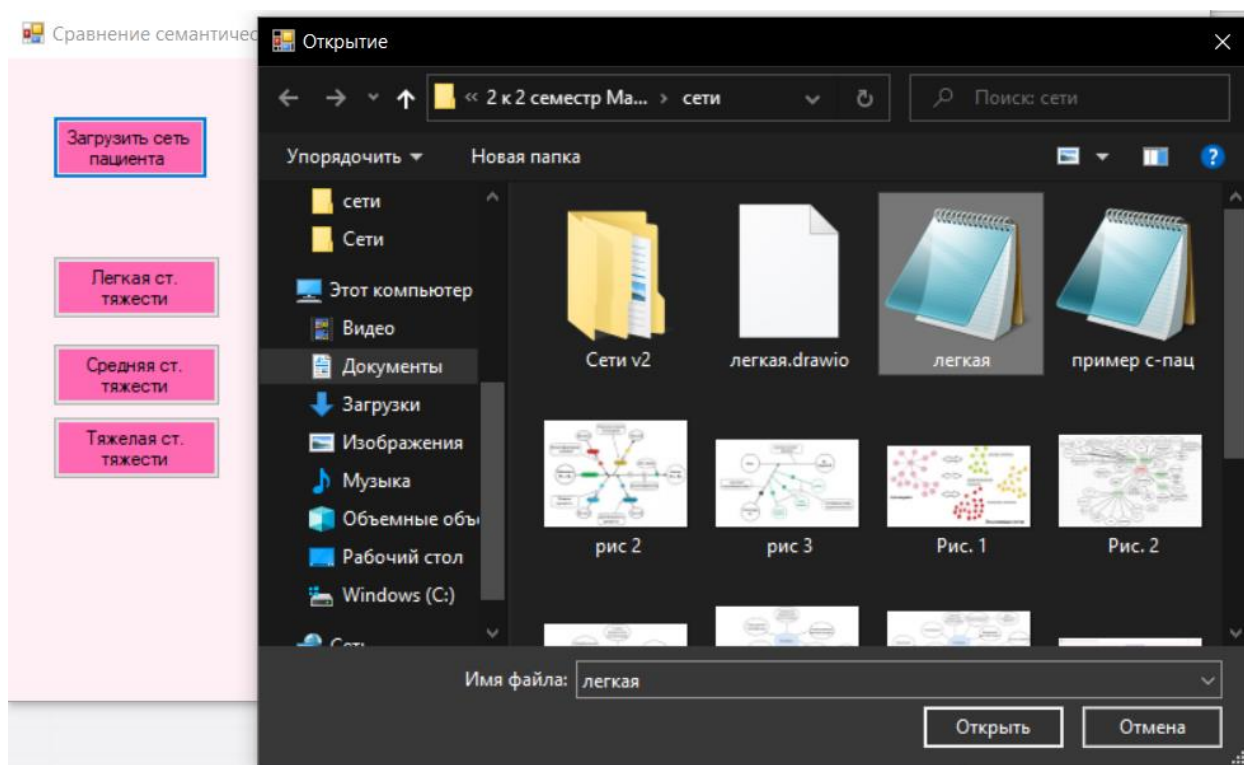 Сравнение семантичес
Загрузить сеть
пациента
Легкая ст.
тяжести
Средняя ст.
тяжести
Тяжелая ст.
тяжести
Открытие
« 2 к 2 семестр Ма... › сети
Поиск: сети
Упорядочить
Новая папка
сети
Сети
Этот компьютер
Видео
Документы
Загрузки
Изображения
Музыка
Объемные объ
Рабочий стол
Windows (C:)
Сеть
Сети v2
легкая.drawio
легкая
пример с-пац
рис 2
рис 3
Рис. 1
Рис. 2
Имя файла: легкая
Открыть
Отмена